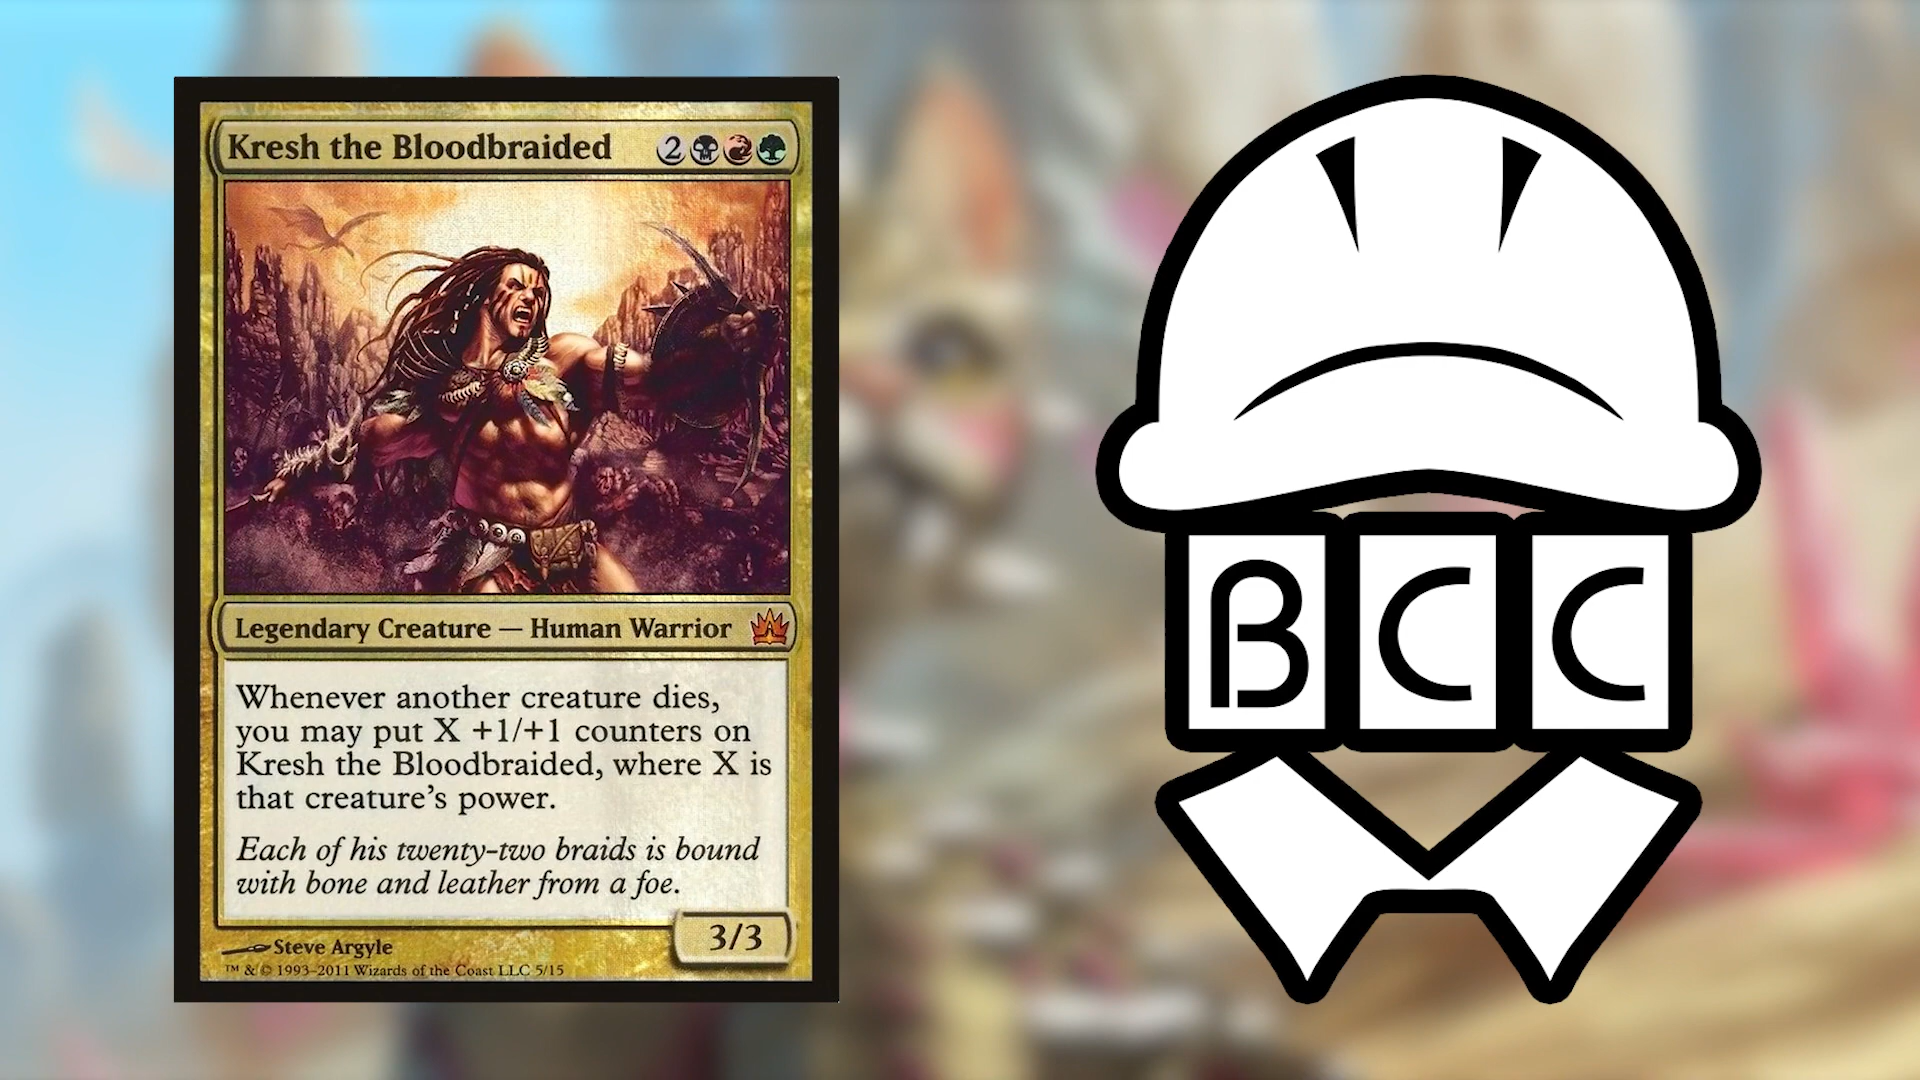 Kresh the Bloodbraided
2
Legendary Creature — Human Warrior
Whenever another creature dies,
you may put X +1/+1 counters on
Kresh the Bloodbraided, where X is
that creature's power.
Each of his twenty-two braids is bound
with bone and leather from a foe.
3/3
Steve Argyle
™ & © 1993–2011 Wizards of the Coast LLC 5/15
BCC